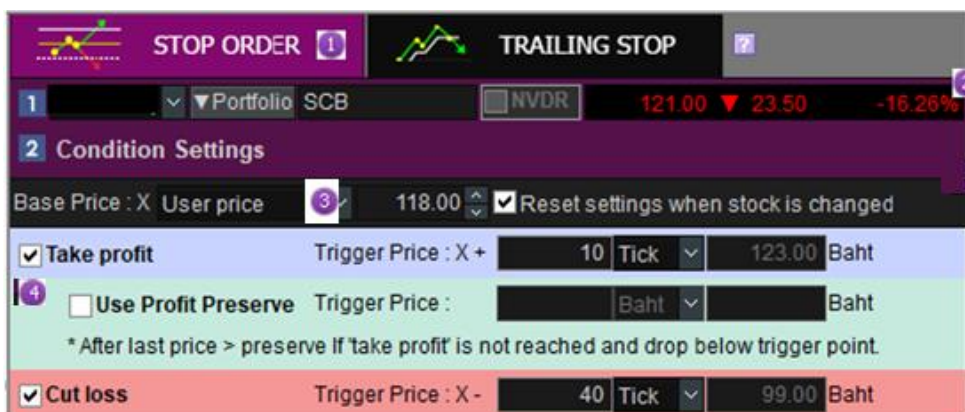 STOP ORDER 1 TRAILING STOP ?
1 ▼Portfolio SCB NVDR 121.00 ▼ 23.50 -16.26%
2 Condition Settings
Base Price : X User price 3 118.00 Reset settings when stock is changed
Take profit Trigger Price : X + 10 Tick 123.00 Baht
4 Use Profit Preserve Trigger Price : Baht Baht
* After last price > preserve If 'take profit' is not reached and drop below trigger point.
Cut loss Trigger Price : X - 40 Tick 99.00 Baht